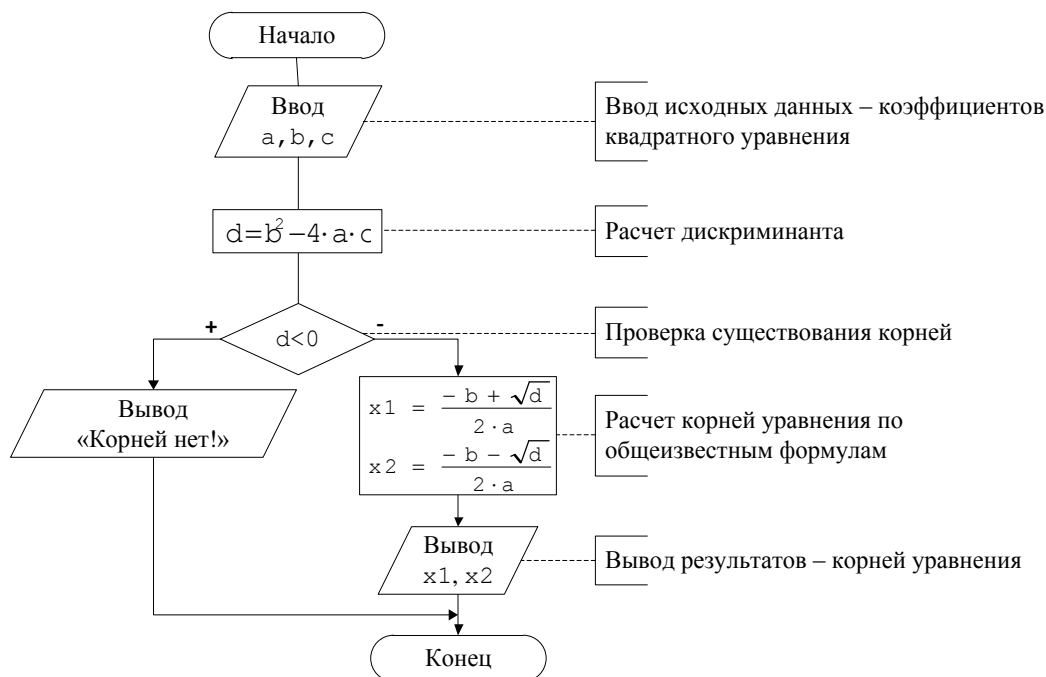 Начало
Ввод
a,b,c
Ввод исходных данных – коэффициентов
квадратного уравнения
d=b²−4·a·c
Расчет дискриминанта
+
-
d<0
Проверка существования корней
Вывод
«Корней нет!»
x1 = (− b + √d) / (2·a)
x2 = (− b − √d) / (2·a)
Расчет корней уравнения по
общеизвестным формулам
Вывод
x1, x2
Вывод результатов – корней уравнения
Конец